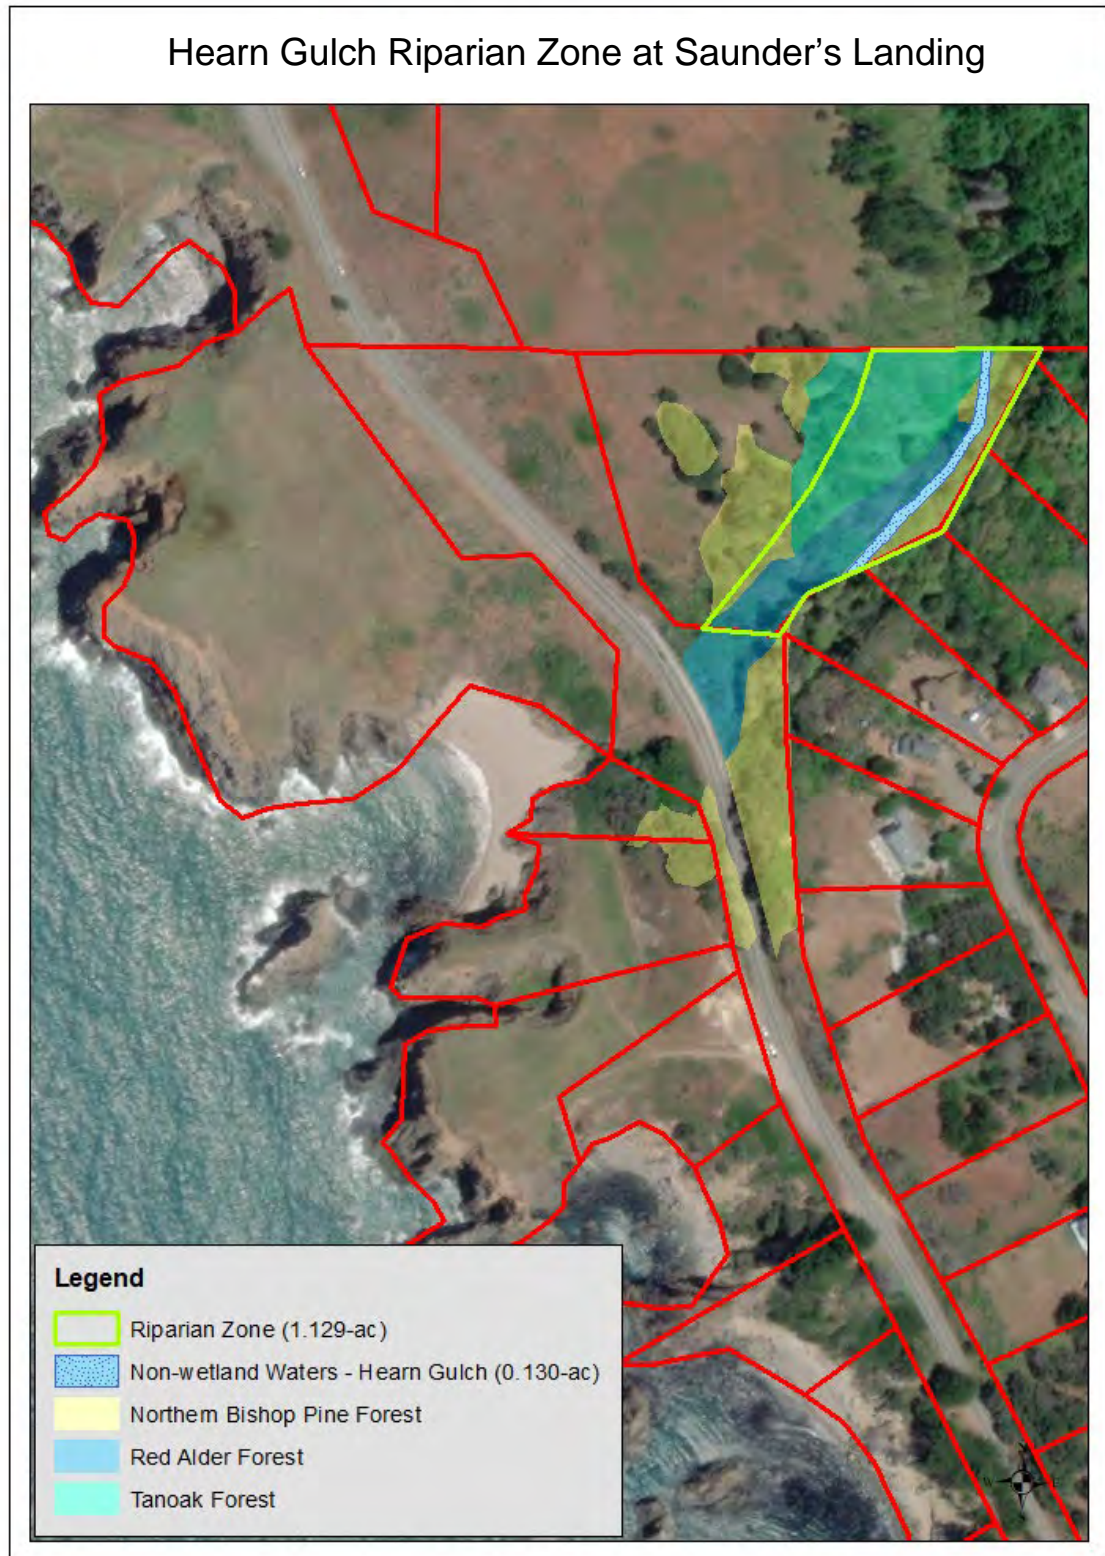 Hearn Gulch Riparian Zone at Saunder's Landing
Legend
Riparian Zone (1.129-ac)
Non-wetland Waters - Hearn Gulch (0.130-ac)
Northern Bishop Pine Forest
Red Alder Forest
Tanoak Forest